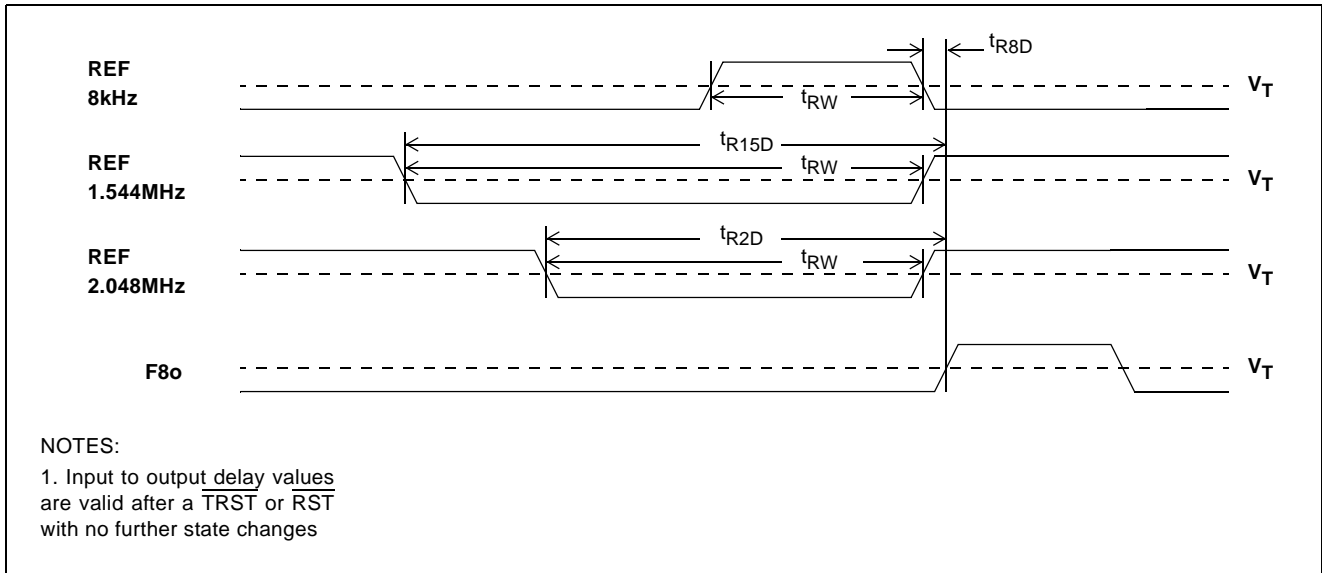 tR8D
REF
8kHz
VT
tRW
tR15D
REF
1.544MHz
tRW
VT
tR2D
REF
2.048MHz
tRW
VT
F8o
VT
NOTES:
1. Input to output delay values
are valid after a TRST or RST
with no further state changes